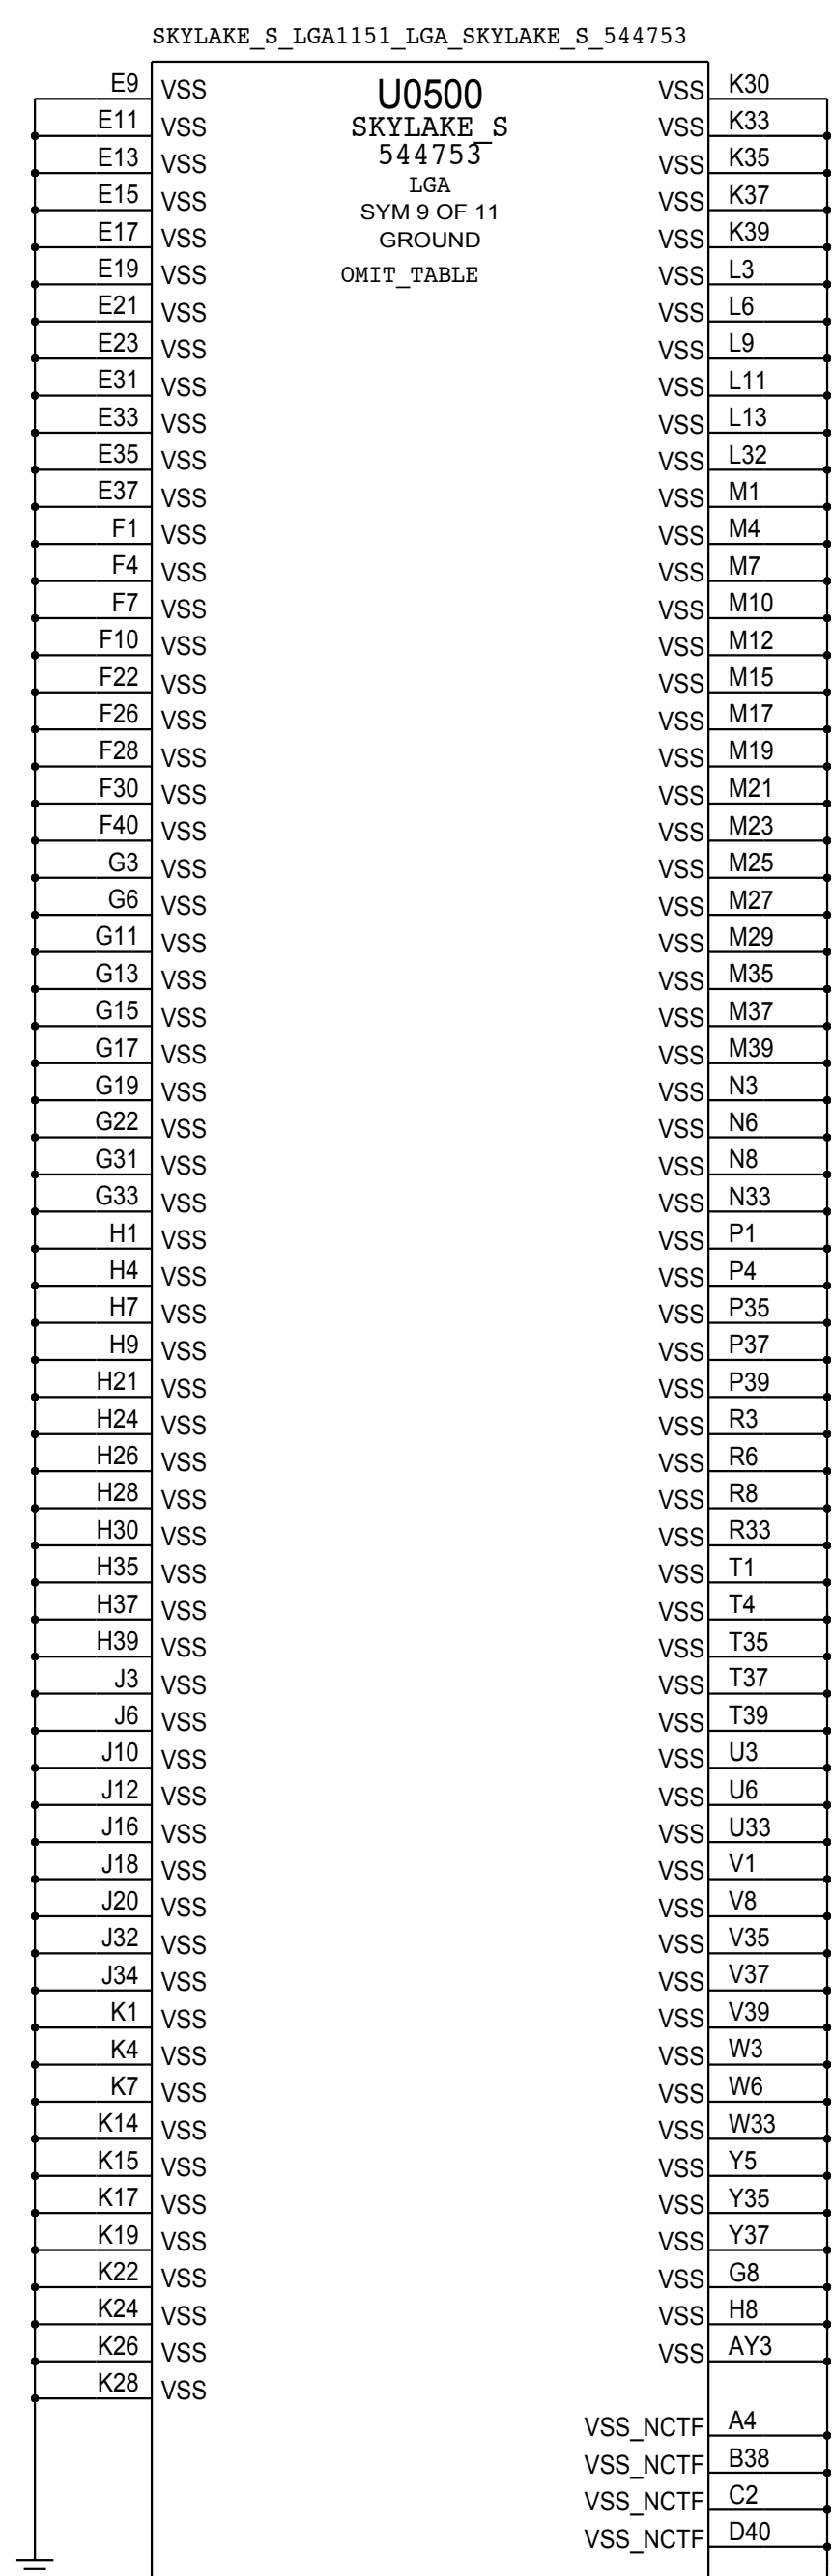 SKYLAKE_S_LGA1151_LGA_SKYLAKE_S_544753
U0500
SKYLAKE_S
544753
LGA
SYM 9 OF 11
GROUND
OMIT_TABLE
E9 VSS VSS K30
E11 VSS VSS K33
E13 VSS VSS K35
E15 VSS VSS K37
E17 VSS VSS K39
E19 VSS VSS L3
E21 VSS VSS L6
E23 VSS VSS L9
E31 VSS VSS L11
E33 VSS VSS L13
E35 VSS VSS L32
E37 VSS VSS M1
F1 VSS VSS M4
F4 VSS VSS M7
F7 VSS VSS M10
F10 VSS VSS M12
F22 VSS VSS M15
F26 VSS VSS M17
F28 VSS VSS M19
F30 VSS VSS M21
F40 VSS VSS M23
G3 VSS VSS M25
G6 VSS VSS M27
G11 VSS VSS M29
G13 VSS VSS M35
G15 VSS VSS M37
G17 VSS VSS M39
G19 VSS VSS N3
G22 VSS VSS N6
G31 VSS VSS N8
G33 VSS VSS N33
H1 VSS VSS P1
H4 VSS VSS P4
H7 VSS VSS P35
H9 VSS VSS P37
H21 VSS VSS P39
H24 VSS VSS R3
H26 VSS VSS R6
H28 VSS VSS R8
H30 VSS VSS R33
H35 VSS VSS T1
H37 VSS VSS T4
H39 VSS VSS T35
J3 VSS VSS T37
J6 VSS VSS T39
J10 VSS VSS U3
J12 VSS VSS U6
J16 VSS VSS U33
J18 VSS VSS V1
J20 VSS VSS V8
J32 VSS VSS V35
J34 VSS VSS V37
K1 VSS VSS V39
K4 VSS VSS W3
K7 VSS VSS W6
K14 VSS VSS W33
K15 VSS VSS Y5
K17 VSS VSS Y35
K19 VSS VSS Y37
K22 VSS VSS G8
K24 VSS VSS H8
K26 VSS VSS AY3
K28 VSS
VSS_NCTF A4
VSS_NCTF B38
VSS_NCTF C2
VSS_NCTF D40